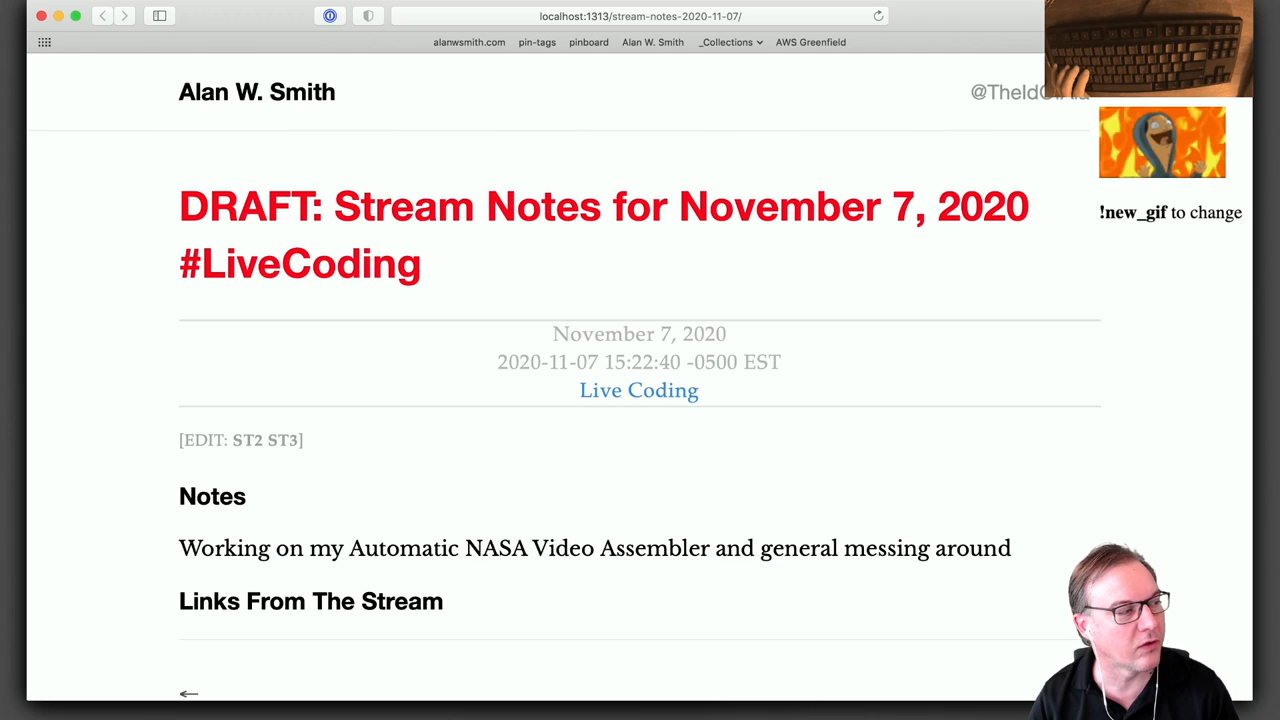 localhost:1313/stream-notes-2020-11-07/
alanwsmith.com pin-tags pinboard Alan W. Smith _Collections AWS Greenfield
Alan W. Smith
DRAFT: Stream Notes for November 7, 2020
#LiveCoding
!new_gif to change
November 7, 2020
2020-11-07 15:22:40 -0500 EST
Live Coding
[EDIT: ST2 ST3]
Notes
Working on my Automatic NASA Video Assembler and general messing around
Links From The Stream
←